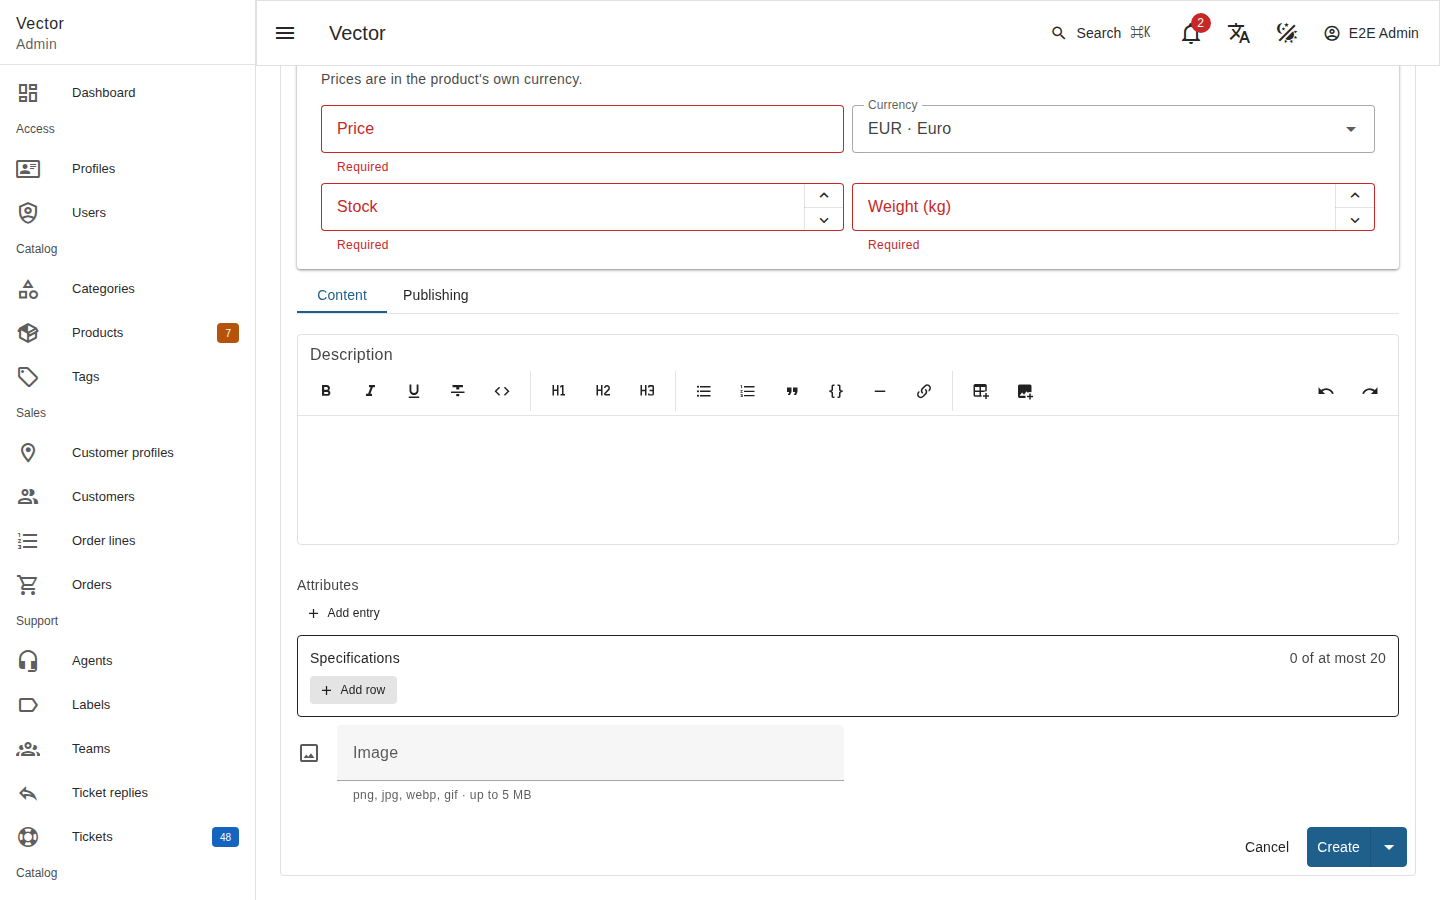 Vector
Admin
Dashboard
Access
Profiles
Users
Catalog
Categories
Products 7
Tags
Sales
Customer profiles
Customers
Order lines
Orders
Support
Agents
Labels
Teams
Ticket replies
Tickets 48
Catalog
Vector
Search ⌘K
2
E2E Admin
Prices are in the product's own currency.
Price
Required
Currency
EUR · Euro
Stock
Required
Weight (kg)
Required
Content Publishing
Description
B I U S H1 H2 H3
Attributes
Add entry
Specifications 0 of at most 20
Add row
Image
png, jpg, webp, gif · up to 5 MB
Cancel Create